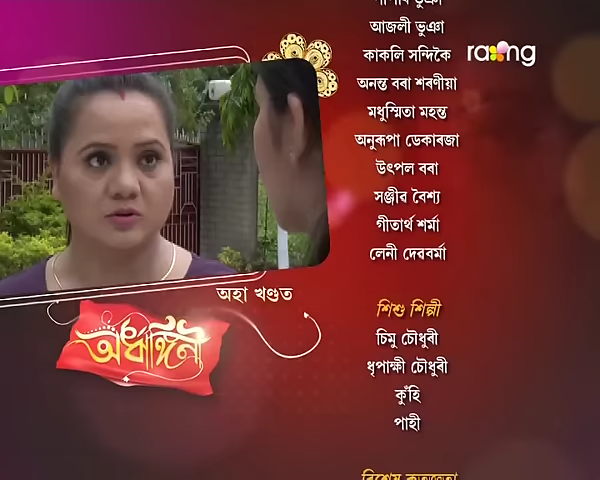 আজলী ভূঞা
কাকলি সন্দিকৈ
rang
অনন্ত বৰা শৰণীয়া
মধুস্মিতা মহন্ত
অনুৰূপা ডেকাৰজা
উৎপল বৰা
সঞ্জীৱ বৈশ্য
গীতাৰ্থ শৰ্মা
লেনী দেৱবৰ্মা
অহা খণ্ডত
অৰ্ধাঙ্গিনী
শিশু শিল্পী
চিমু চৌধুৰী
ধৃপাক্ষী চৌধুৰী
কুঁহি
পাহী